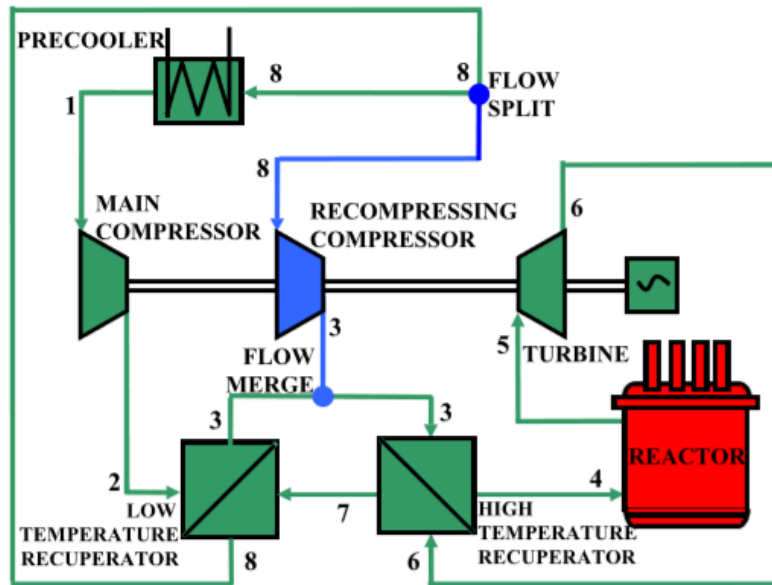 PRECOOLER
8
8
FLOW
SPLIT
1
8
6
MAIN
COMPRESSOR
RECOMPRESSING
COMPRESSOR
3
5
TURBINE
FLOW
MERGE
3
3
REACTOR
2
LOW
TEMPERATURE
RECUPERATOR
7
4
HIGH
TEMPERATURE
RECUPERATOR
8
6